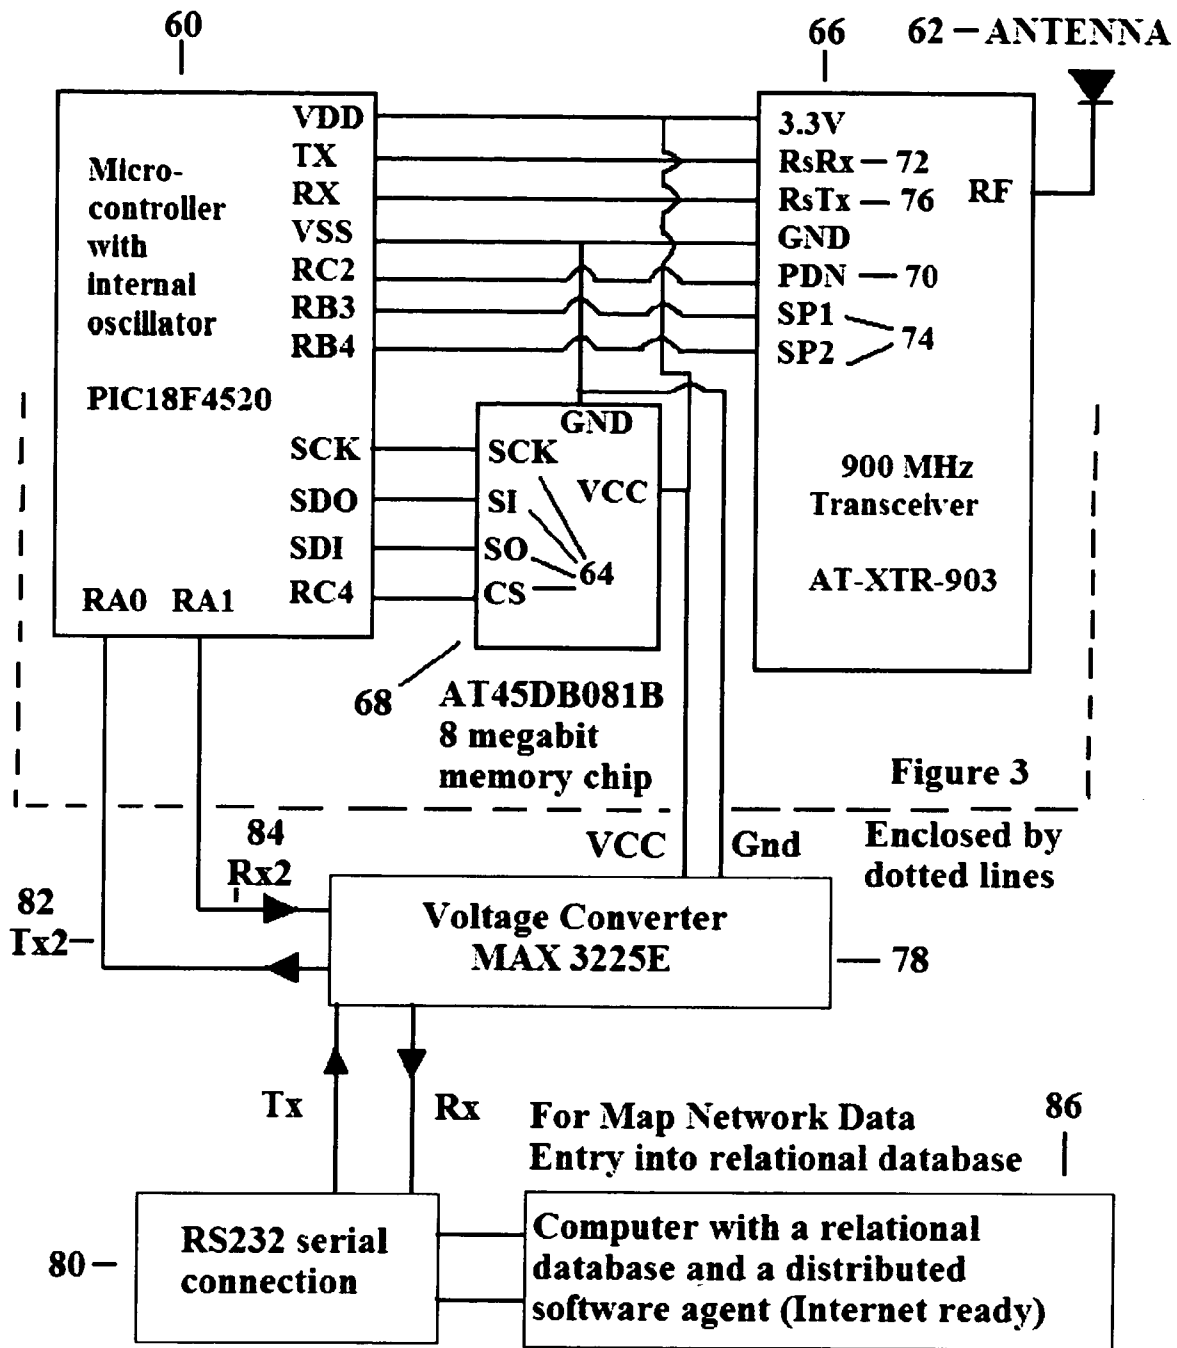 60
66
62 – ANTENNA
Micro-
controller
with
internal
oscillator
PIC18F4520
VDD
TX
RX
VSS
RC2
RB3
RB4
SCK
SDO
SDI
RC4
RA0 RA1
3.3V
RsRx – 72
RsTx – 76
GND
PDN – 70
SP1
SP2
74
RF
900 MHz
Transceiver
AT-XTR-903
GND
SCK
VCC
SI
SO
CS
64
68
AT45DB081B
8 megabit
memory chip
Figure 3
Enclosed by
dotted lines
VCC Gnd
84
Rx2
82
Tx2
Voltage Converter
MAX 3225E
78
Tx
Rx
For Map Network Data
Entry into relational database
86
80
RS232 serial
connection
Computer with a relational
database and a distributed
software agent (Internet ready)